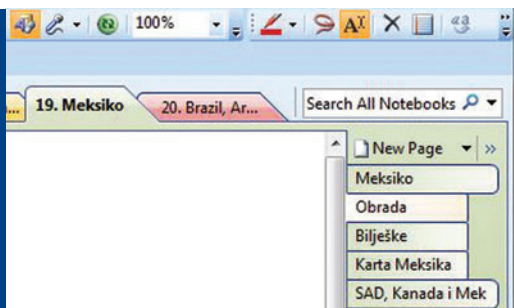 100%
19. Meksiko
20. Brazil, Ar...
Search All Notebooks
New Page
Meksiko
Obrada
Bilješke
Karta Meksika
SAD, Kanada i Mek